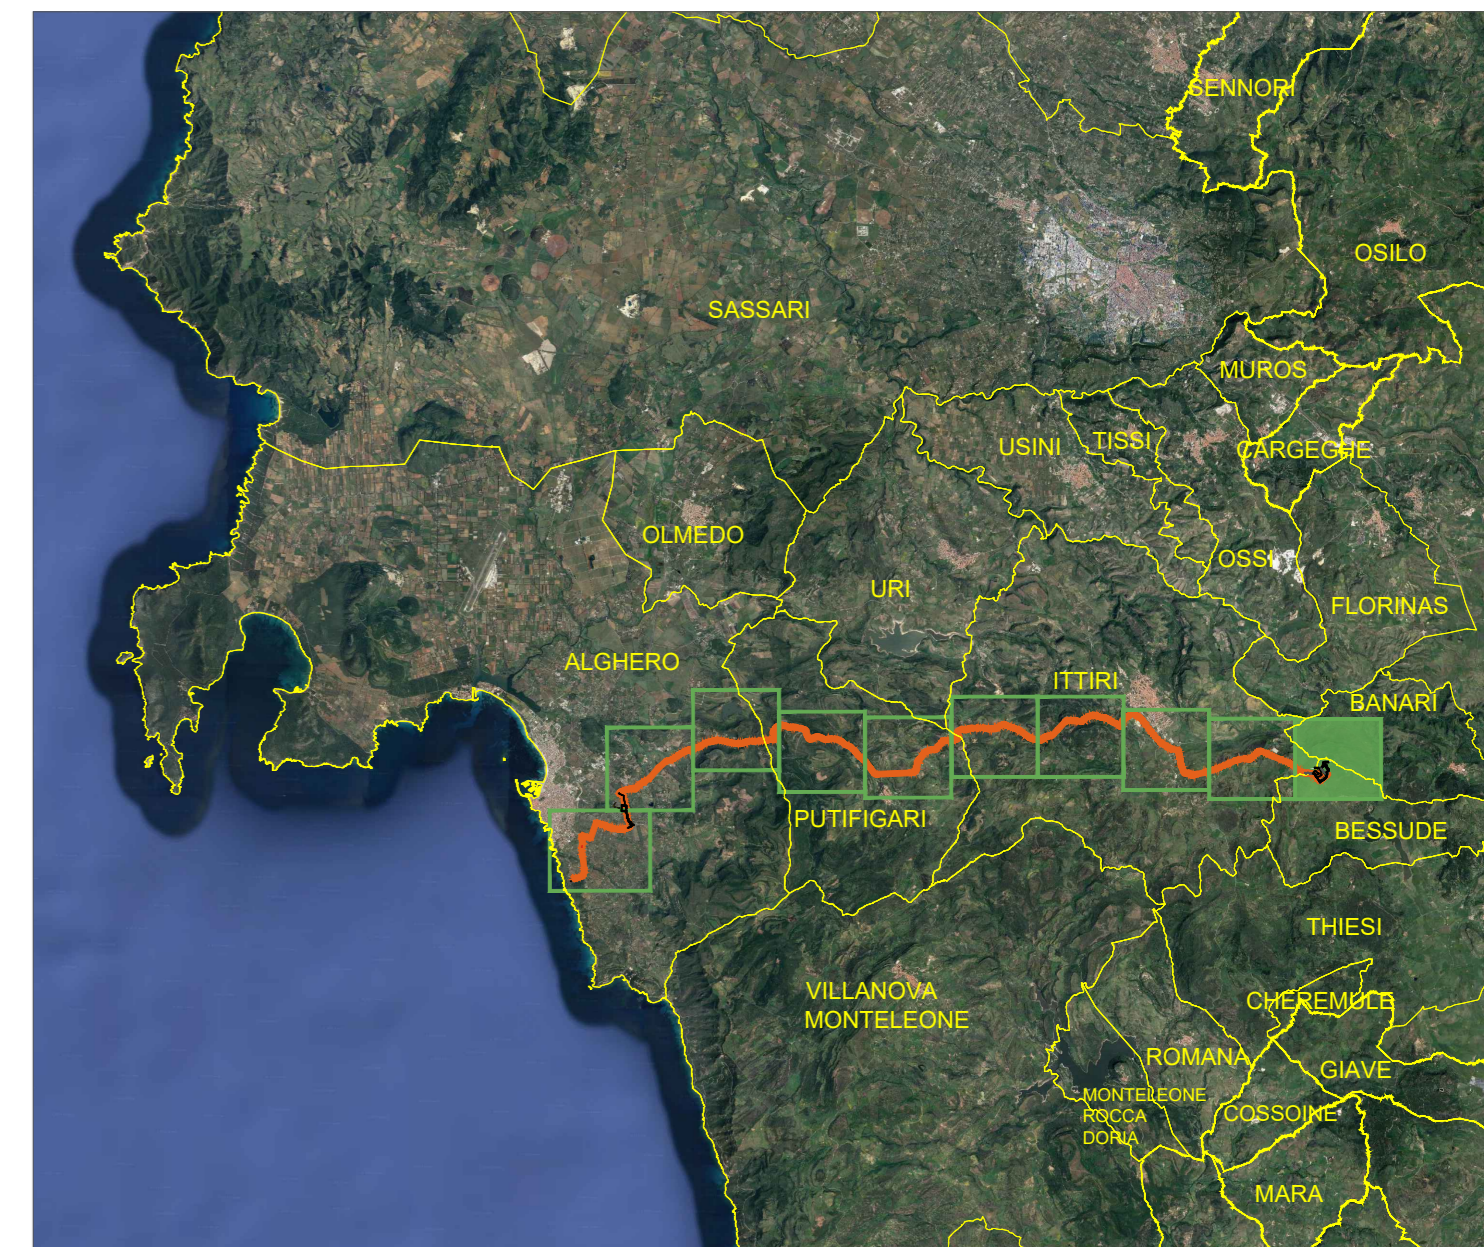 SENNORI
OSILO
SASSARI
MUROS
USINI
TISSI
CARGEGHE
OLMEDO
OSSI
URI
FLORINAS
ALGHERO
ITTIRI
BANARI
PUTIFIGARI
BESSUDE
THIESI
VILLANOVA
MONTELEONE
CHEREMULE
ROMANA
GIAVE
MONTELEONE
ROCCA
DORIA
COSSOINE
MARA